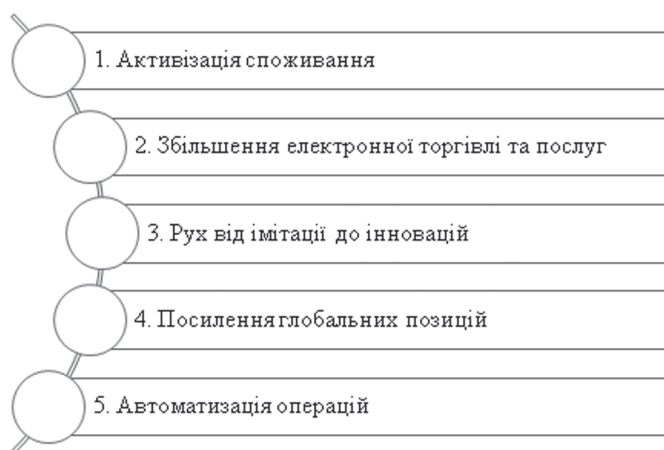 1. Активізація споживання
2. Збільшення електронної торгівлі та послуг
3. Рух від імітації до інновацій
4. Посилення глобальних позицій
5. Автоматизація операцій